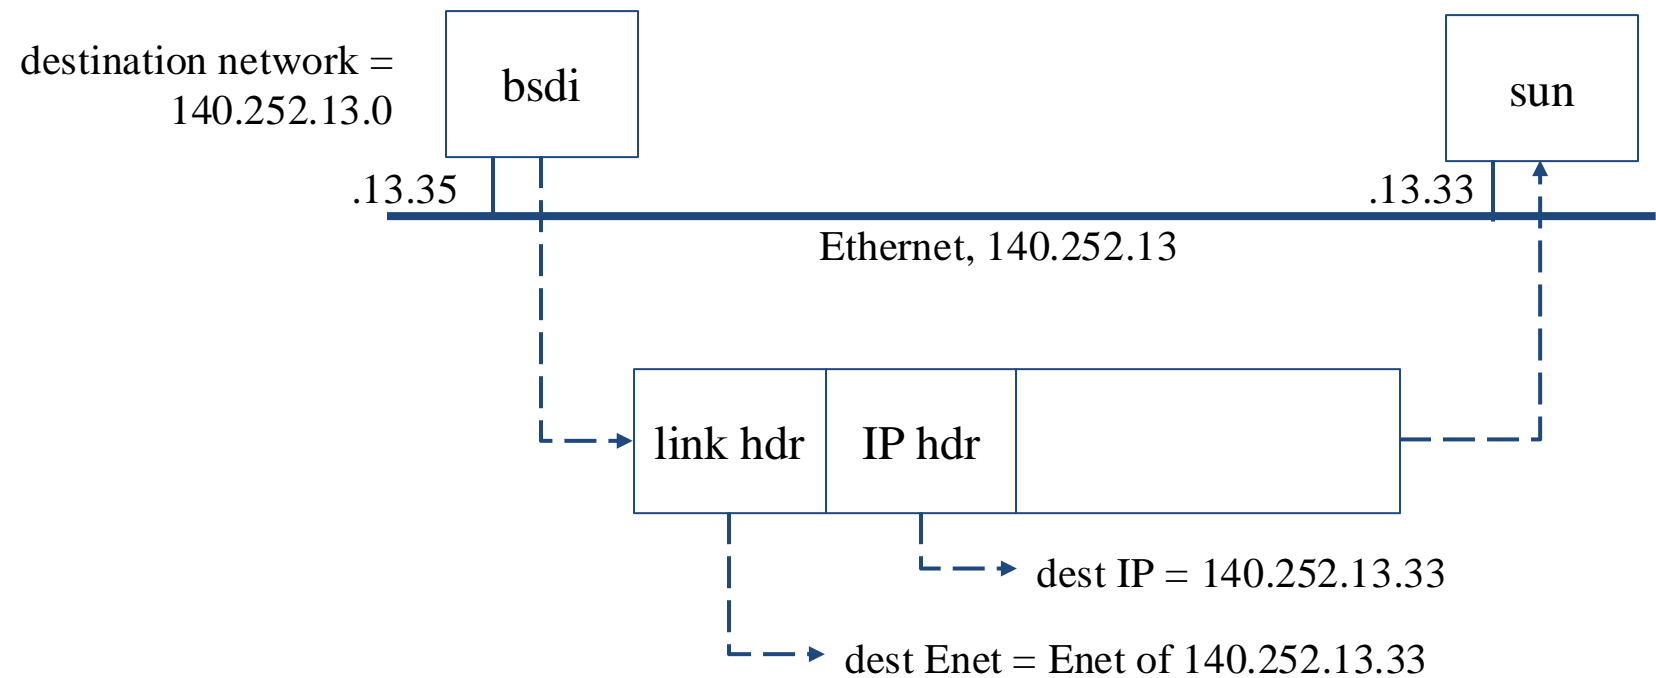 destination network =
140.252.13.0
bsdi
sun
.13.35
.13.33
Ethernet, 140.252.13
link hdr
IP hdr
dest IP = 140.252.13.33
dest Enet = Enet of 140.252.13.33